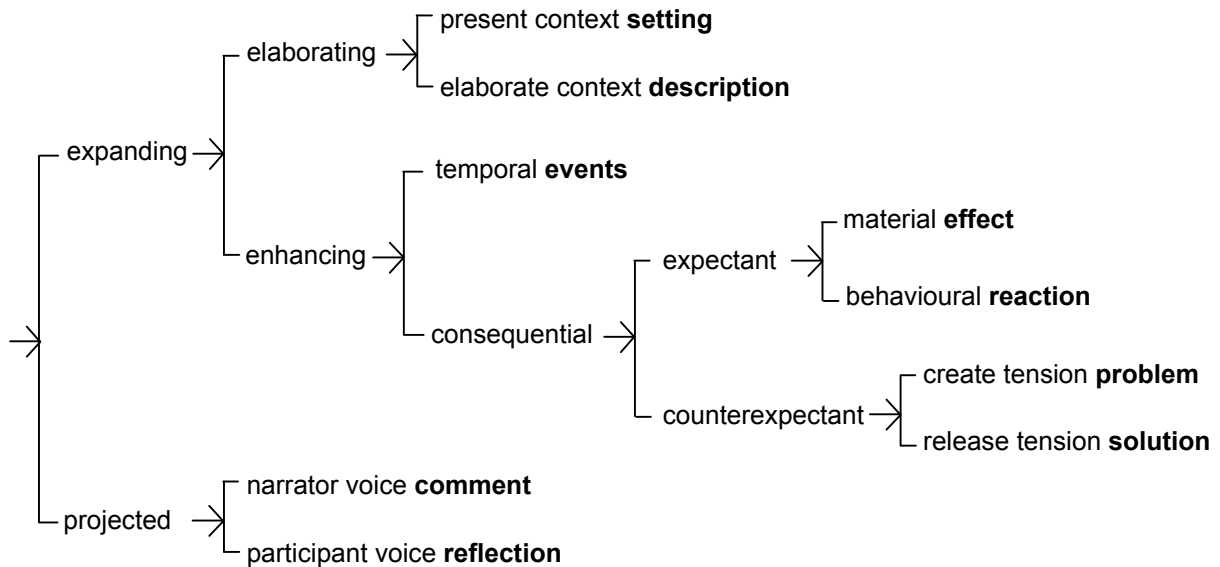 present context setting
elaborating
elaborate context description
expanding
temporal events
material effect
enhancing
expectant
behavioural reaction
consequential
create tension problem
counterexpectant
release tension solution
narrator voice comment
projected
participant voice reflection